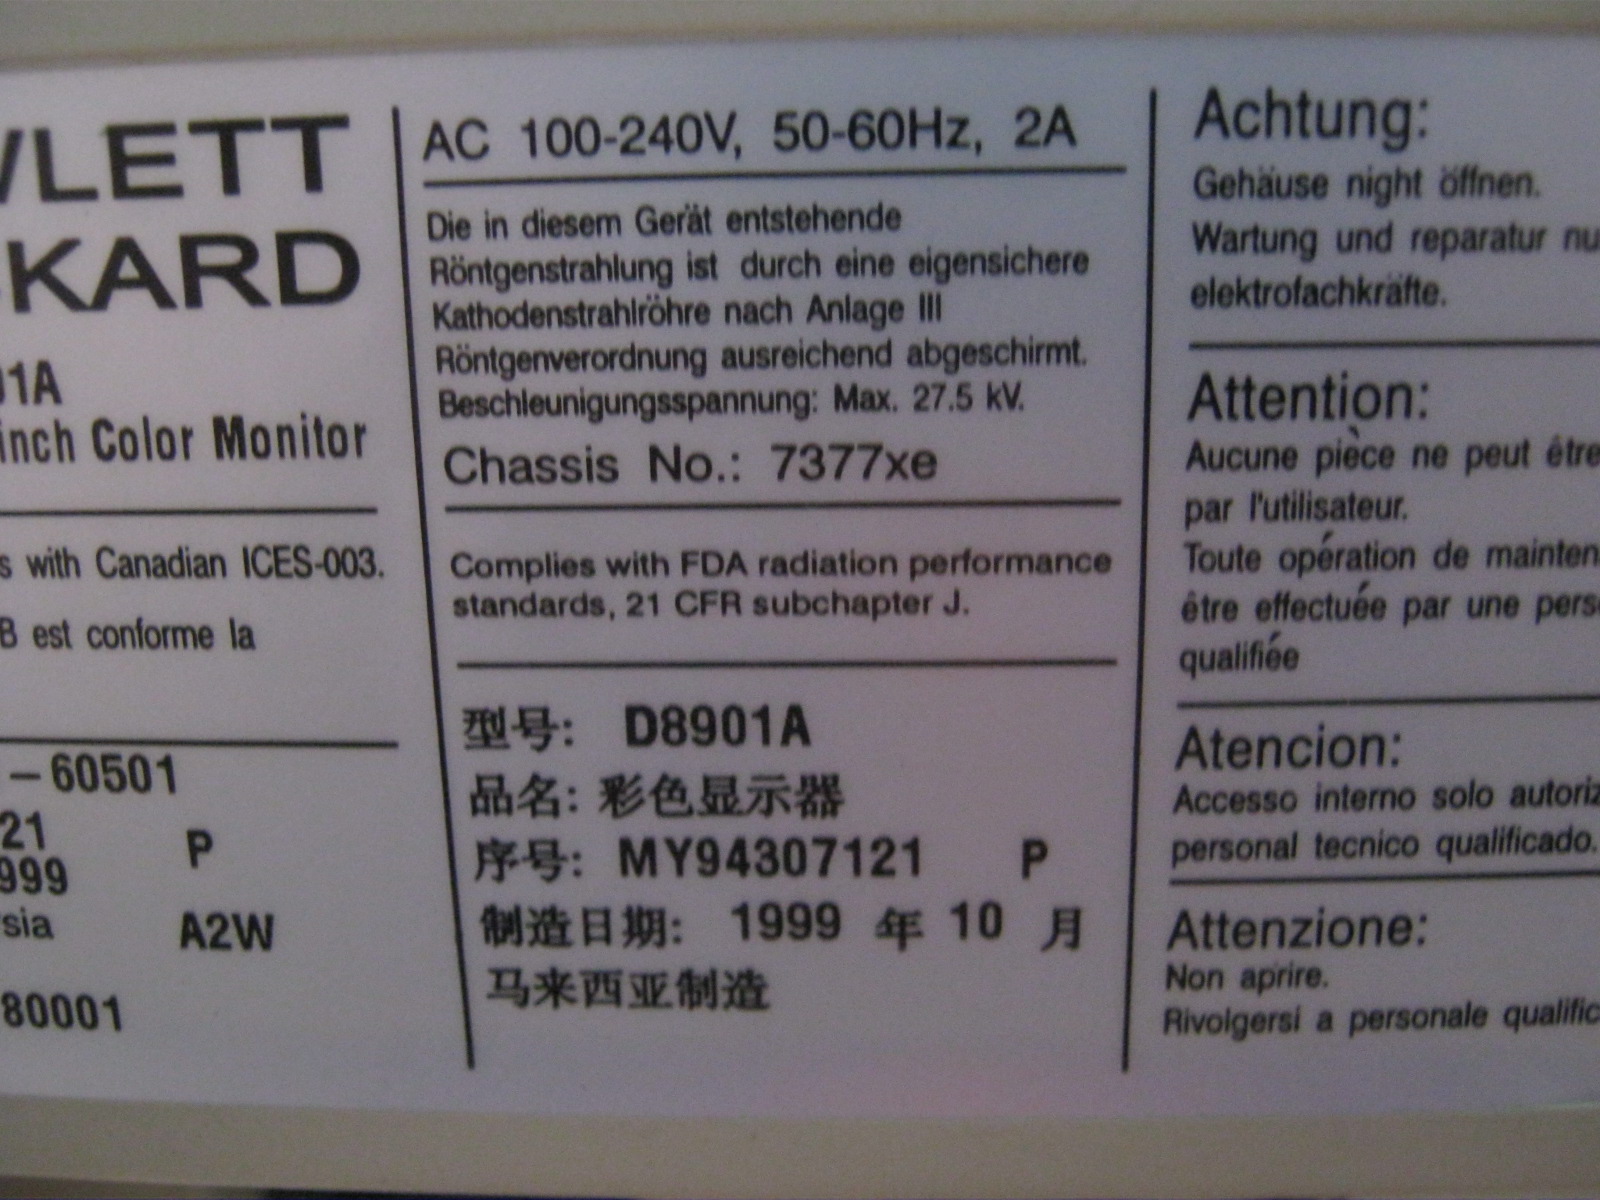 WLETT
KARD
01A
inch Color Monitor
s with Canadian ICES-003.
B est conforme la
–60501
21
P
999
sia
A2W
80001
AC 100-240V, 50-60Hz, 2A
Die in diesem Gerät entstehende
Röntgenstrahlung ist durch eine eigensichere
Kathodenstrahlröhre nach Anlage III
Röntgenverordnung ausreichend abgeschirmt.
Beschleunigungsspannung: Max. 27.5 kV.
Chassis No.: 7377xe
Complies with FDA radiation performance
standards, 21 CFR subchapter J.
型号: D8901A
品名: 彩色显示器
序号: MY94307121 P
制造日期: 1999 年 10 月
马来西亚制造
Achtung:
Gehäuse night öffnen.
Wartung und reparatur nu
elektrofachkräfte.
Attention:
Aucune pièce ne peut être
par l'utilisateur.
Toute opération de mainten
être effectuée par une pers
qualifiée
Atencion:
Accesso interno solo autoriz
personal tecnico qualificado.
Attenzione:
Non aprire.
Rivolgersi a personale qualific